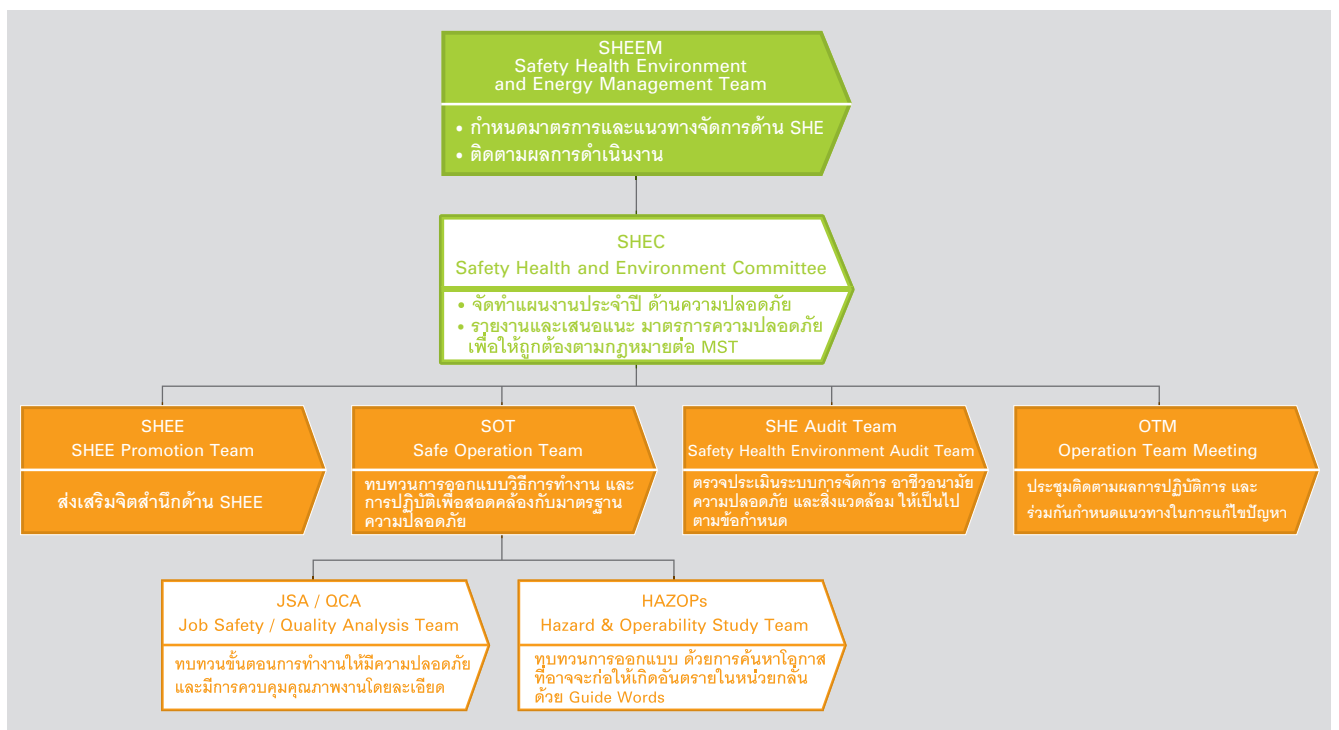 SHEEM
Safety Health Environment
and Energy Management Team
• กำหนดมาตรการและแนวทางจัดการด้าน SHE
• ติดตามผลการดำเนินงาน
SHEC
Safety Health and Environment Committee
• จัดทำแผนงานประจำปี ด้านความปลอดภัย
• รายงานและเสนอแนะ มาตรการความปลอดภัย
เพื่อให้ถูกต้องตามกฎหมายต่อ MST
SHEE
SHEE Promotion Team
ส่งเสริมจิตสำนึกด้าน SHEE
SOT
Safe Operation Team
ทบทวนการออกแบบวิธีการทำงาน และ
การปฏิบัติเพื่อสอดคล้องกับมาตรฐาน
ความปลอดภัย
SHE Audit Team
Safety Health Environment Audit Team
ตรวจประเมินระบบการจัดการ อาชีวอนามัย
ความปลอดภัย และสิ่งแวดล้อม ให้เป็นไป
ตามข้อกำหนด
OTM
Operation Team Meeting
ประชุมติดตามผลการปฏิบัติการ และ
ร่วมกันกำหนดแนวทางในการแก้ไขปัญหา
JSA / QCA
Job Safety / Quality Analysis Team
ทบทวนขั้นตอนการทำงานให้มีความปลอดภัย
และมีการควบคุมคุณภาพงานโดยละเอียด
HAZOPs
Hazard & Operability Study Team
ทบทวนการออกแบบ ด้วยการค้นหาโอกาส
ที่อาจจะก่อให้เกิดอันตรายในหน่วยกลั่น
ด้วย Guide Words